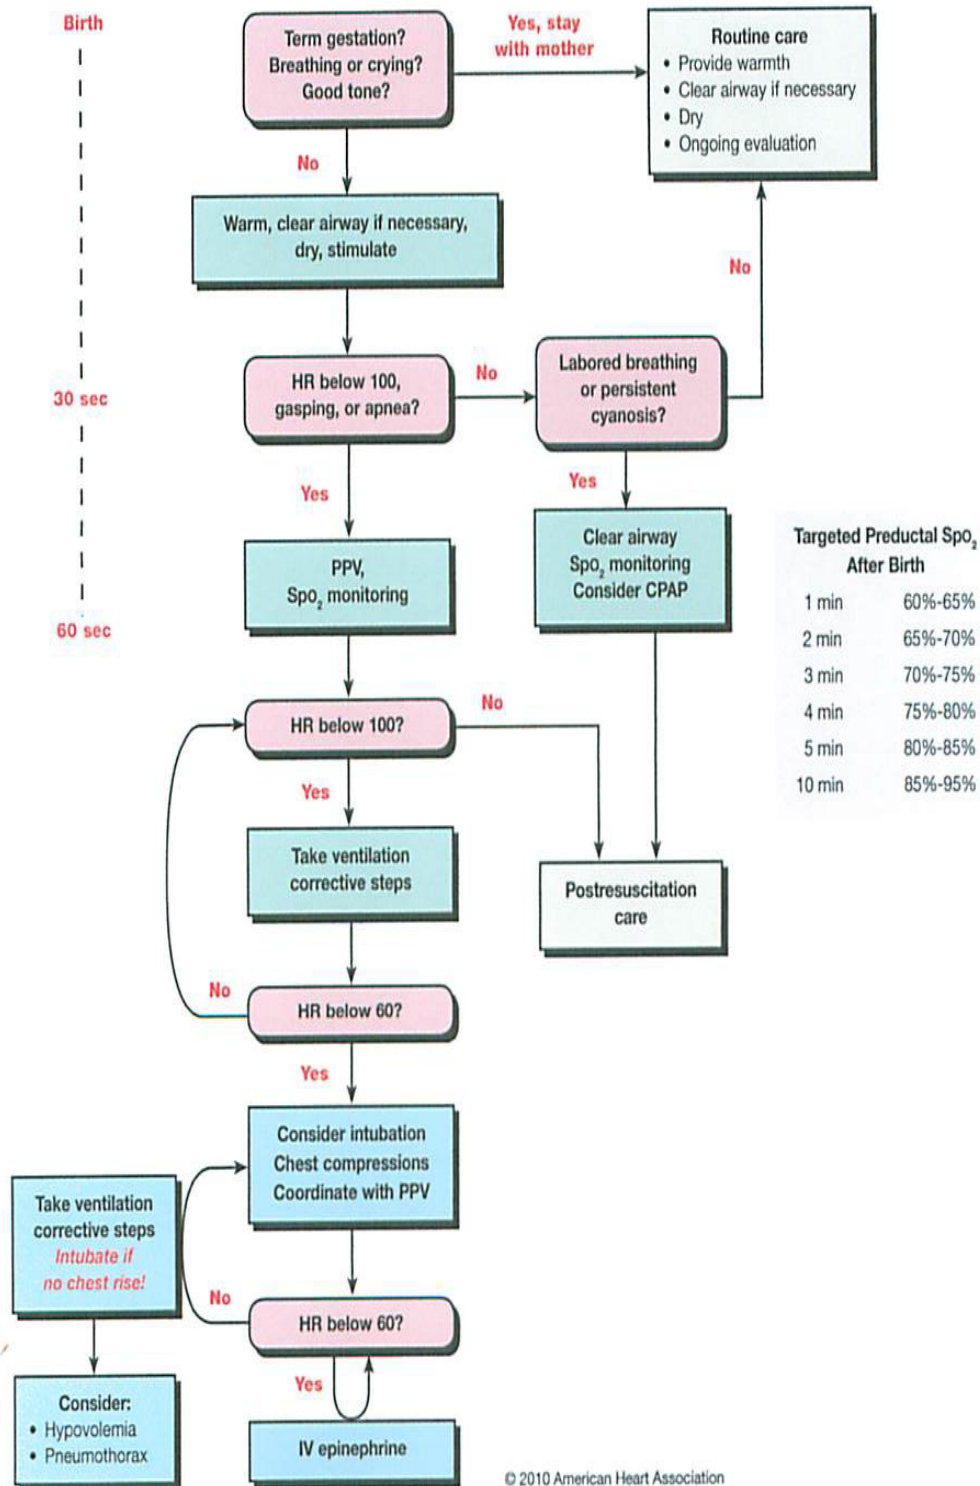 Birth
Term gestation?
Breathing or crying?
Good tone?
Yes, stay
with mother
Routine care
• Provide warmth
• Clear airway if necessary
• Dry
• Ongoing evaluation
No
Warm, clear airway if necessary,
dry, stimulate
No
30 sec
HR below 100,
gasping, or apnea?
No
Labored breathing
or persistent
cyanosis?
Yes
Yes
PPV,
Spo₂ monitoring
Clear airway
Spo₂ monitoring
Consider CPAP
60 sec
Targeted Preductal Spo₂
After Birth
1 min 60%-65%
2 min 65%-70%
3 min 70%-75%
4 min 75%-80%
5 min 80%-85%
10 min 85%-95%
HR below 100?
No
Yes
Take ventilation
corrective steps
Postresuscitation
care
No
HR below 60?
Yes
Consider intubation
Chest compressions
Coordinate with PPV
Take ventilation
corrective steps
Intubate if
no chest rise!
No
HR below 60?
Yes
Consider:
• Hypovolemia
• Pneumothorax
IV epinephrine
© 2010 American Heart Association